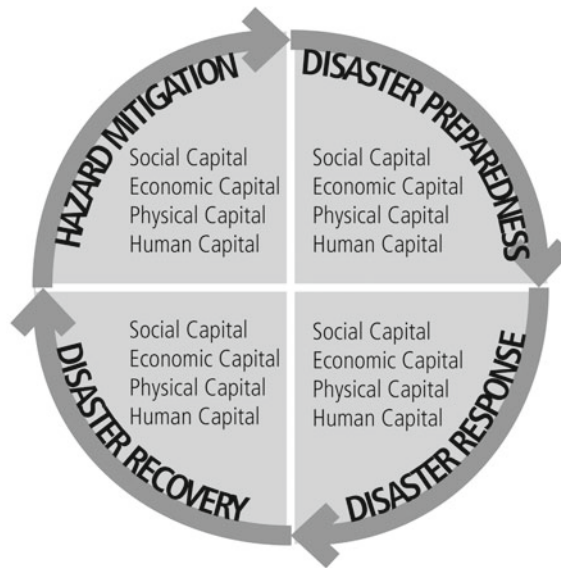 HAZARD MITIGATION
Social Capital
Economic Capital
Physical Capital
Human Capital
DISASTER PREPAREDNESS
Social Capital
Economic Capital
Physical Capital
Human Capital
DISASTER RECOVERY
Social Capital
Economic Capital
Physical Capital
Human Capital
DISASTER RESPONSE
Social Capital
Economic Capital
Physical Capital
Human Capital